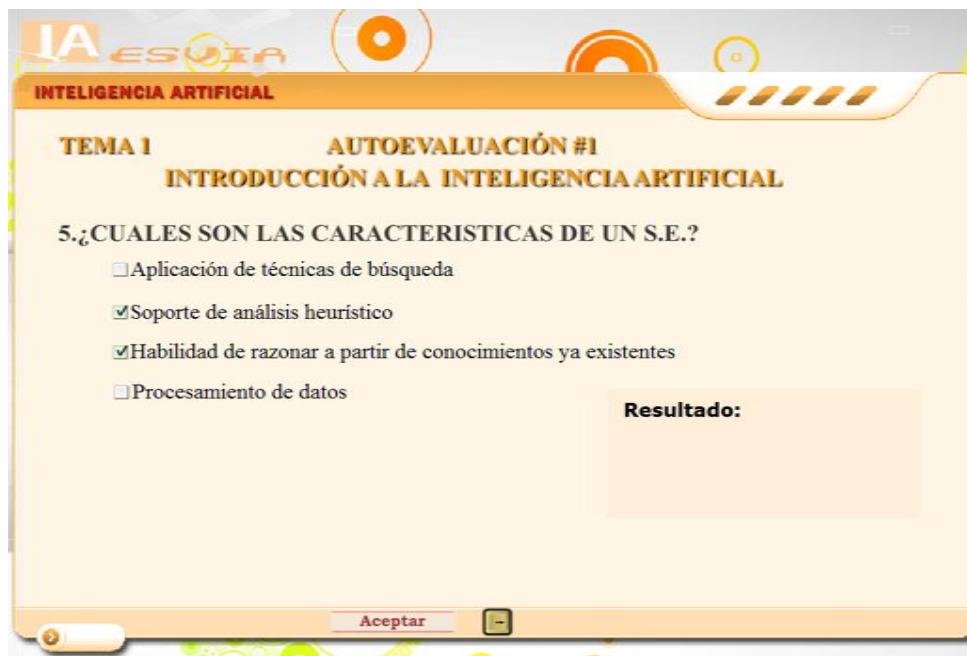 IA ESVIA
INTELIGENCIA ARTIFICIAL
TEMA 1 AUTOEVALUACIÓN #1
INTRODUCCIÓN A LA INTELIGENCIA ARTIFICIAL
5.¿CUALES SON LAS CARACTERISTICAS DE UN S.E.?
Aplicación de técnicas de búsqueda
Soporte de análisis heurístico
Habilidad de razonar a partir de conocimientos ya existentes
Procesamiento de datos
Resultado:
Aceptar